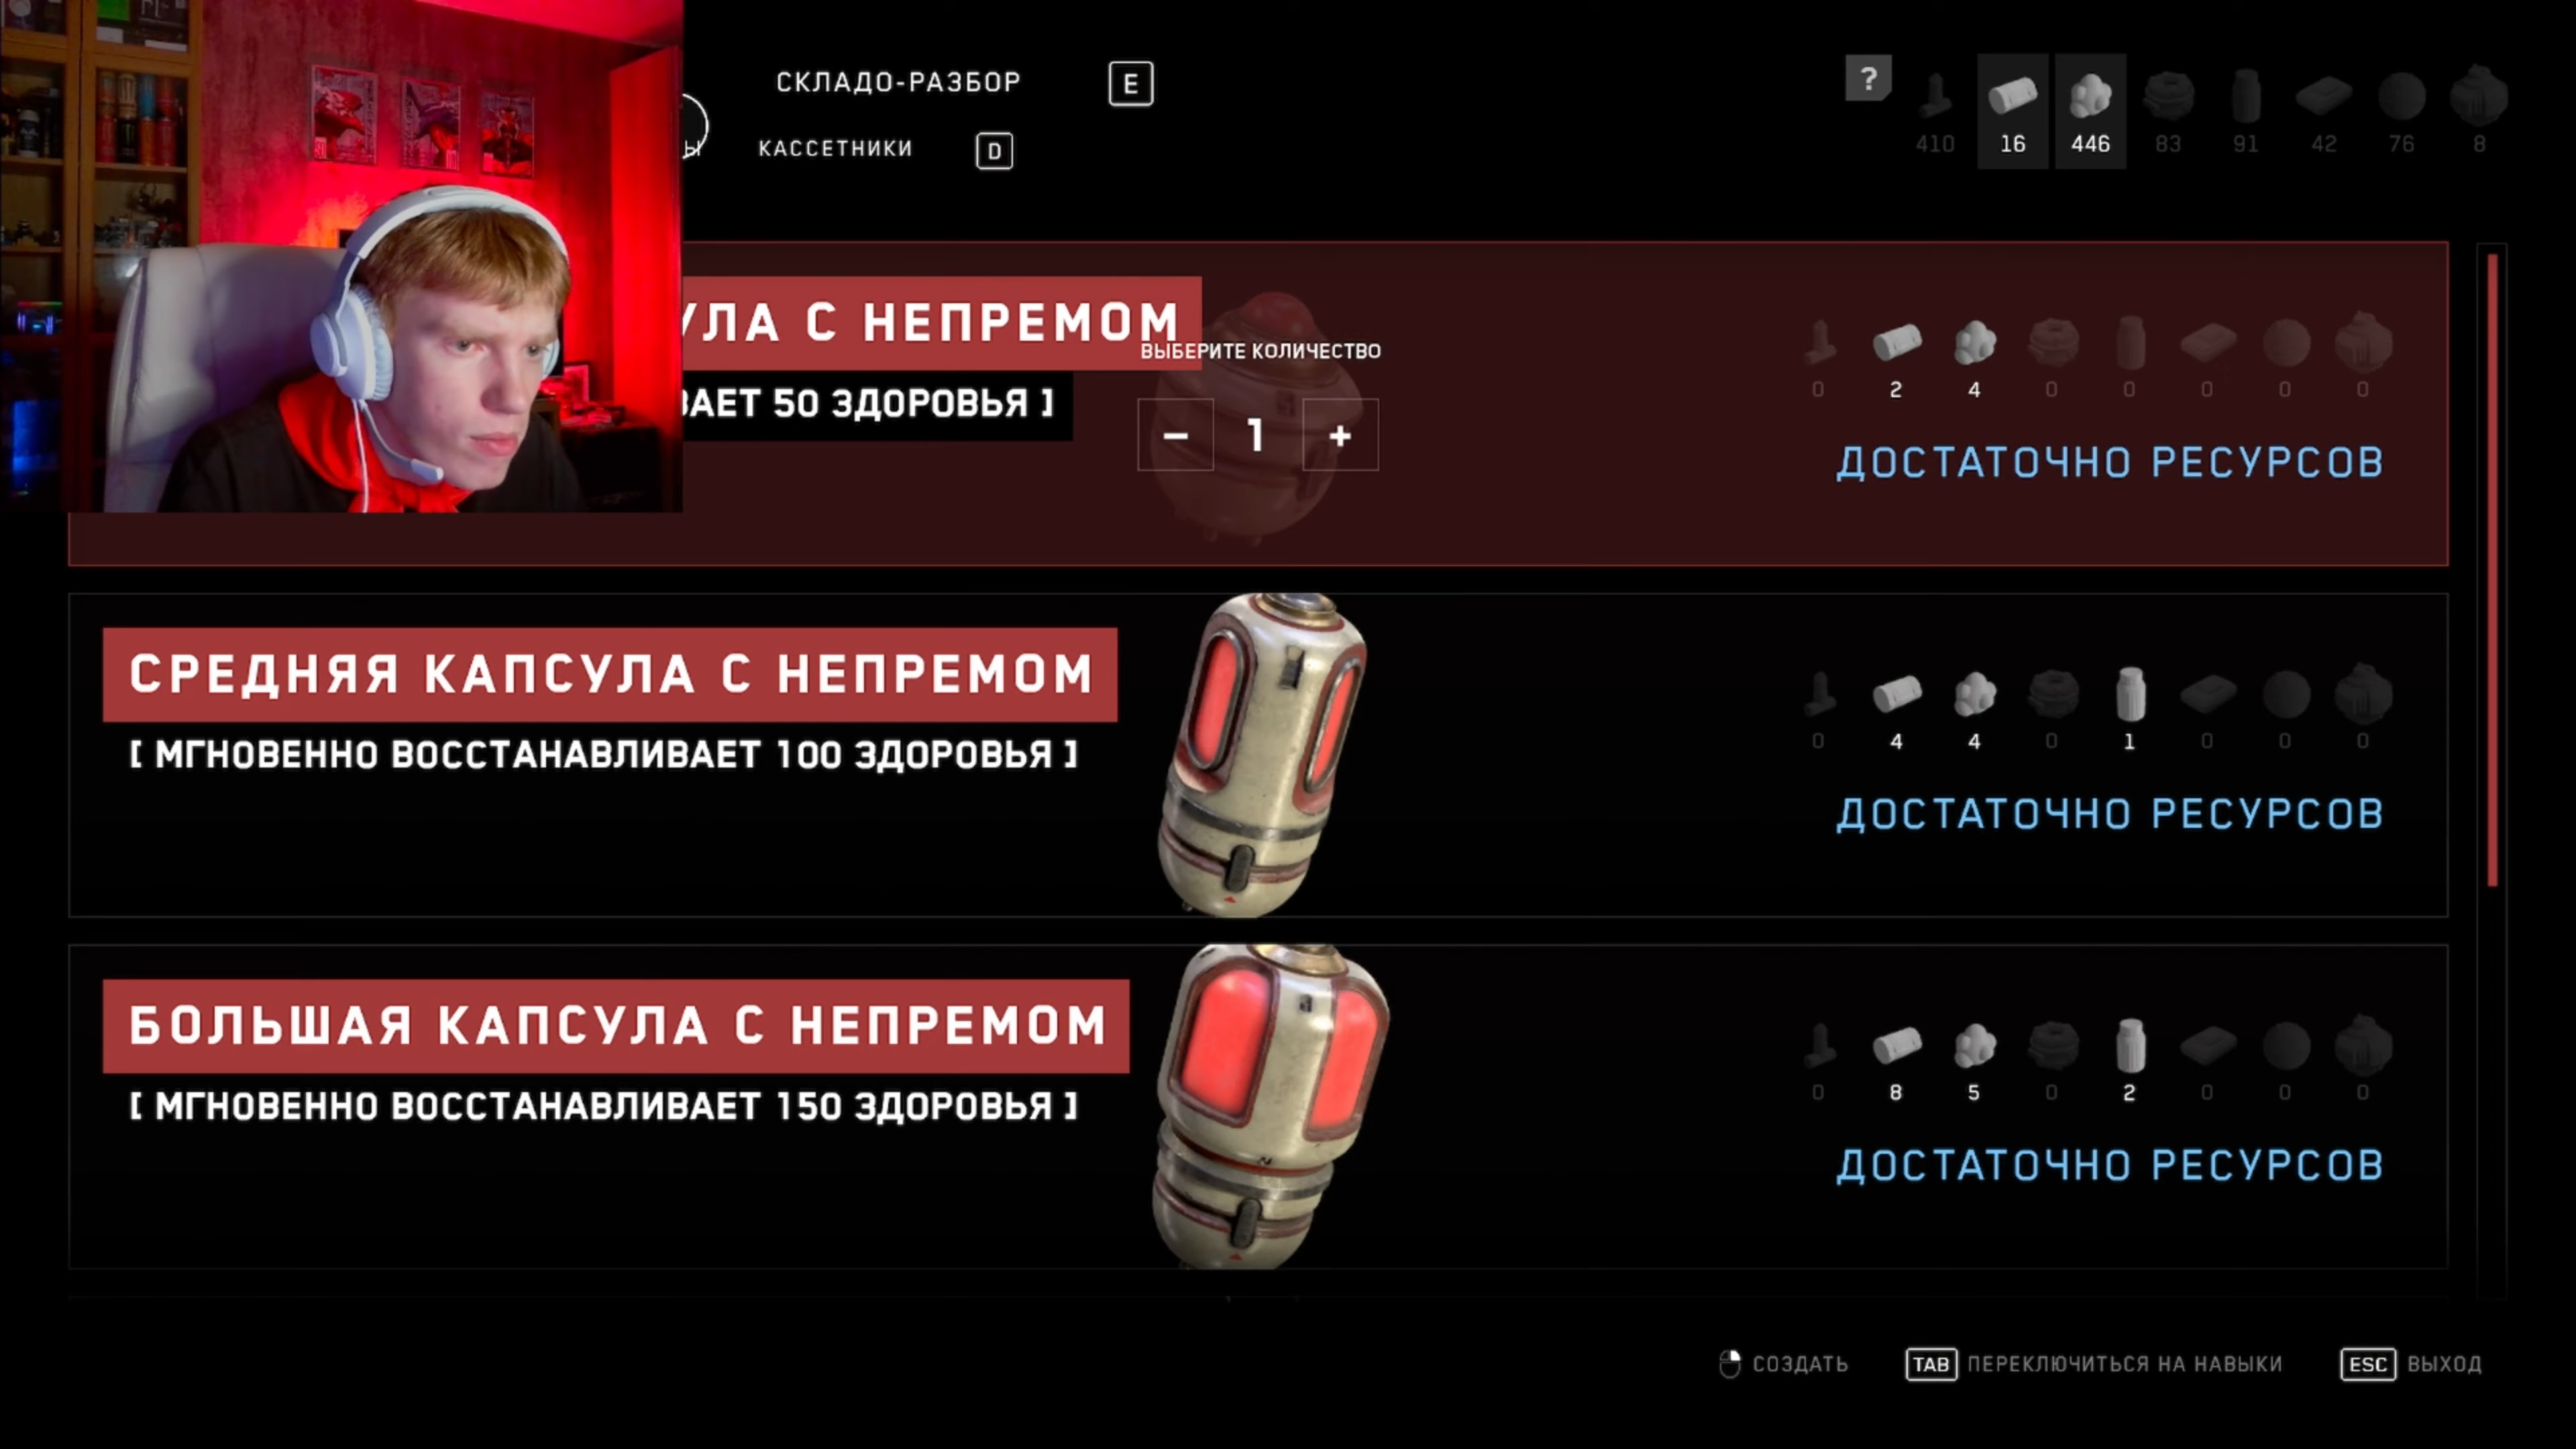 СКЛАДО-РАЗБОР E
Ы КАССЕТНИКИ D
?
410 16 446 83 91 42 76 8
УЛА С НЕПРЕМОМ
ВАЕТ 50 ЗДОРОВЬЯ ]
ВЫБЕРИТЕ КОЛИЧЕСТВО
− 1 +
0 2 4 0 0 0 0 0
ДОСТАТОЧНО РЕСУРСОВ
СРЕДНЯЯ КАПСУЛА С НЕПРЕМОМ
[ МГНОВЕННО ВОССТАНАВЛИВАЕТ 100 ЗДОРОВЬЯ ]
0 4 4 0 1 0 0 0
ДОСТАТОЧНО РЕСУРСОВ
БОЛЬШАЯ КАПСУЛА С НЕПРЕМОМ
[ МГНОВЕННО ВОССТАНАВЛИВАЕТ 150 ЗДОРОВЬЯ ]
0 8 5 0 2 0 0 0
ДОСТАТОЧНО РЕСУРСОВ
СОЗДАТЬ TAB ПЕРЕКЛЮЧИТЬСЯ НА НАВЫКИ ESC ВЫХОД